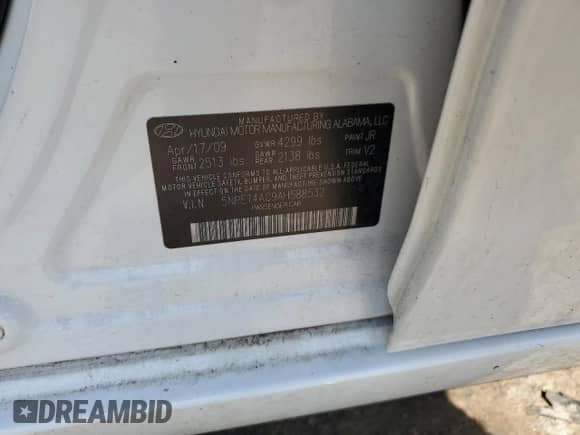 MANUFACTURED BY
HYUNDAI MOTOR MANUFACTURING ALABAMA, LLC
Apr/17/09 GVWR 4299 lbs PAINT JR
GAWR FRONT 2513 lbs GAWR REAR 2138 lbs TRIM V2
THIS VEHICLE CONFORMS TO ALL APPLICABLE U.S.A. FEDERAL
MOTOR VEHICLE SAFETY, BUMPER, AND THEFT PREVENTION STANDARDS
IN EFFECT ON THE DATE OF MANUFACTURE SHOWN ABOVE.
V.I.N
PASSENGER CAR
DREAMBID